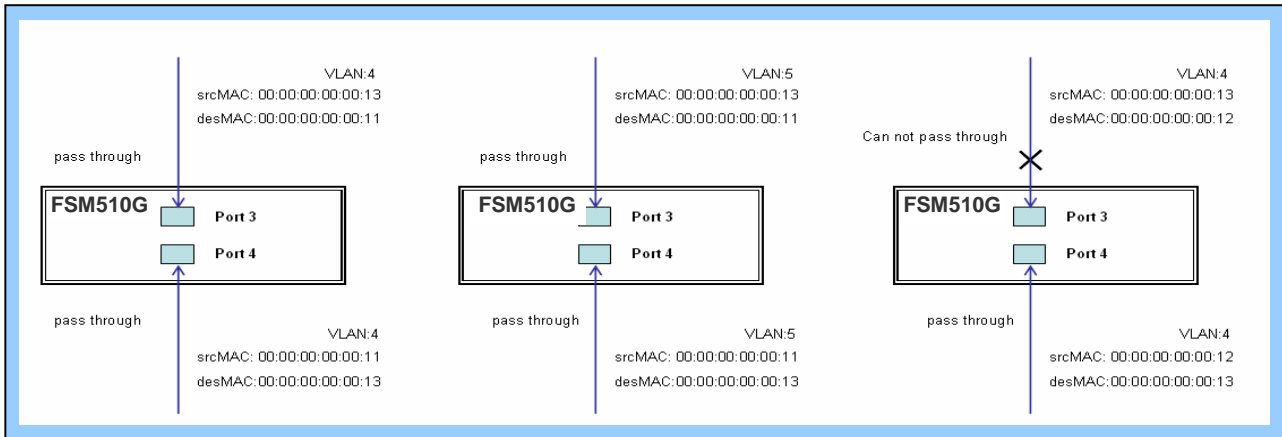 VLAN:4
srcMAC: 00:00:00:00:00:13
desMAC:00:00:00:00:00:11
pass through
FSM510G
Port 3
Port 4
pass through
VLAN:4
srcMAC: 00:00:00:00:00:11
desMAC:00:00:00:00:00:13
VLAN:5
srcMAC: 00:00:00:00:00:13
desMAC:00:00:00:00:00:11
pass through
FSM510G
Port 3
Port 4
pass through
VLAN:5
srcMAC: 00:00:00:00:00:11
desMAC:00:00:00:00:00:13
VLAN:4
srcMAC: 00:00:00:00:00:13
desMAC:00:00:00:00:00:12
Can not pass through
FSM510G
Port 3
Port 4
pass through
VLAN:4
srcMAC: 00:00:00:00:00:12
desMAC:00:00:00:00:00:13